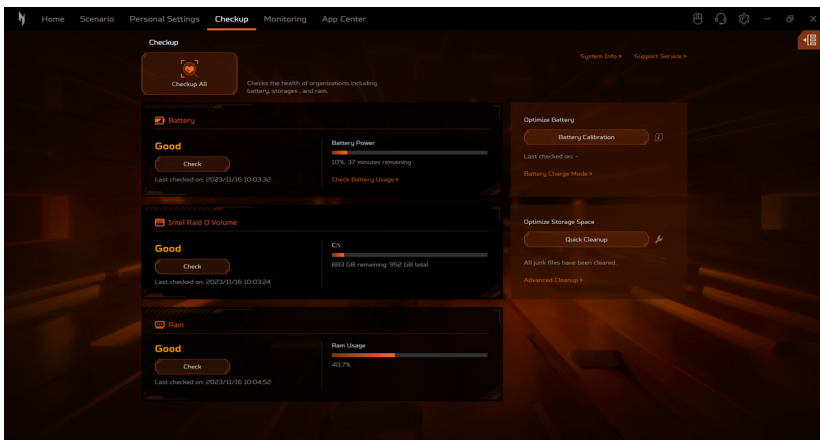 Home Scenario Personal Settings Checkup Monitoring App Center
Checkup
System Info > Support Service >
Checkup All
Checks the health of organizations including
battery, storages , and ram.
Battery
Good
Check
Last checked on: 2023/11/16 10:03:32
Battery Power
10%, 37 minutes remaining
Check Battery Usage >
Optimize Battery
Battery Calibration
Last checked on: -
Battery Charge Mode >
Intel Raid 0 Volume
Good
Check
Last checked on: 2023/11/16 10:03:24
C:\
883 GB remaining, 952 GB total
Optimize Storage Space
Quick Cleanup
All junk files have been cleared.
Advanced Cleanup >
Ram
Good
Check
Last checked on: 2023/11/16 10:04:52
Ram Usage
40.7%